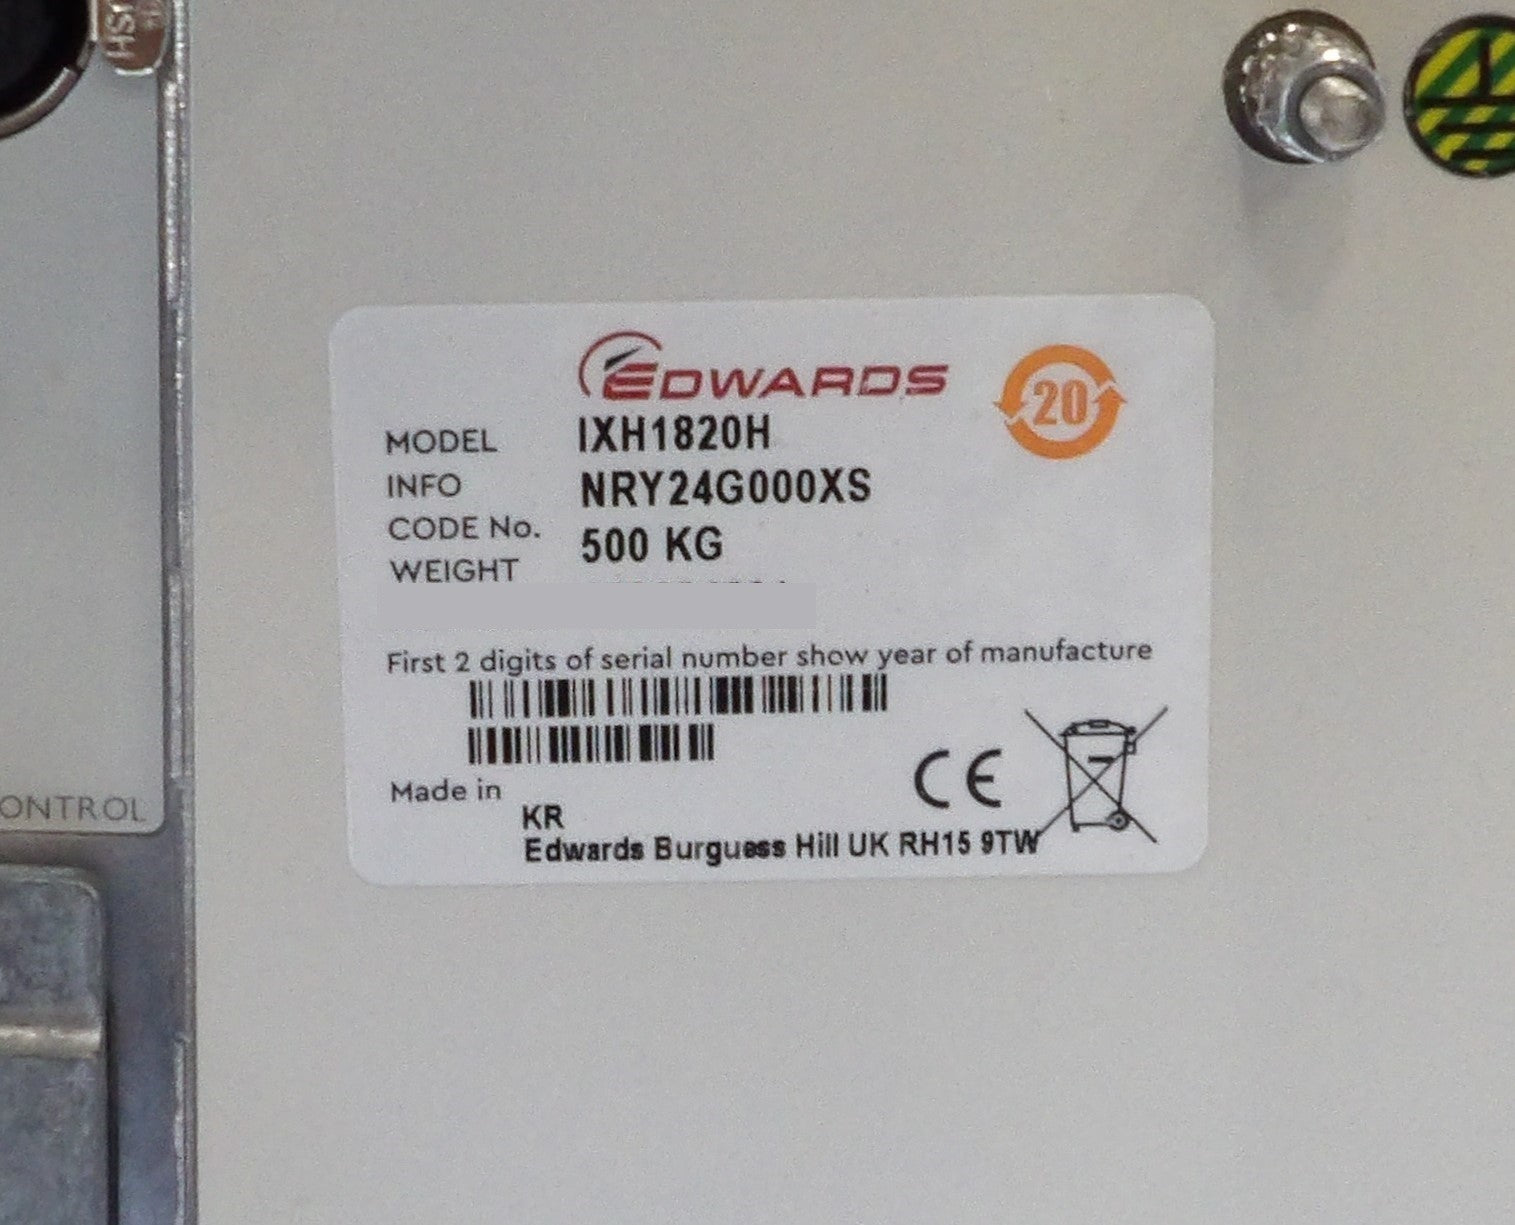 EDWARDS
20
MODEL IXH1820H
INFO NRY24G000XS
CODE No. 500 KG
WEIGHT
First 2 digits of serial number show year of manufacture
CE
Made in
KR
Edwards Burguess Hill UK RH15 9TW
ONTROL